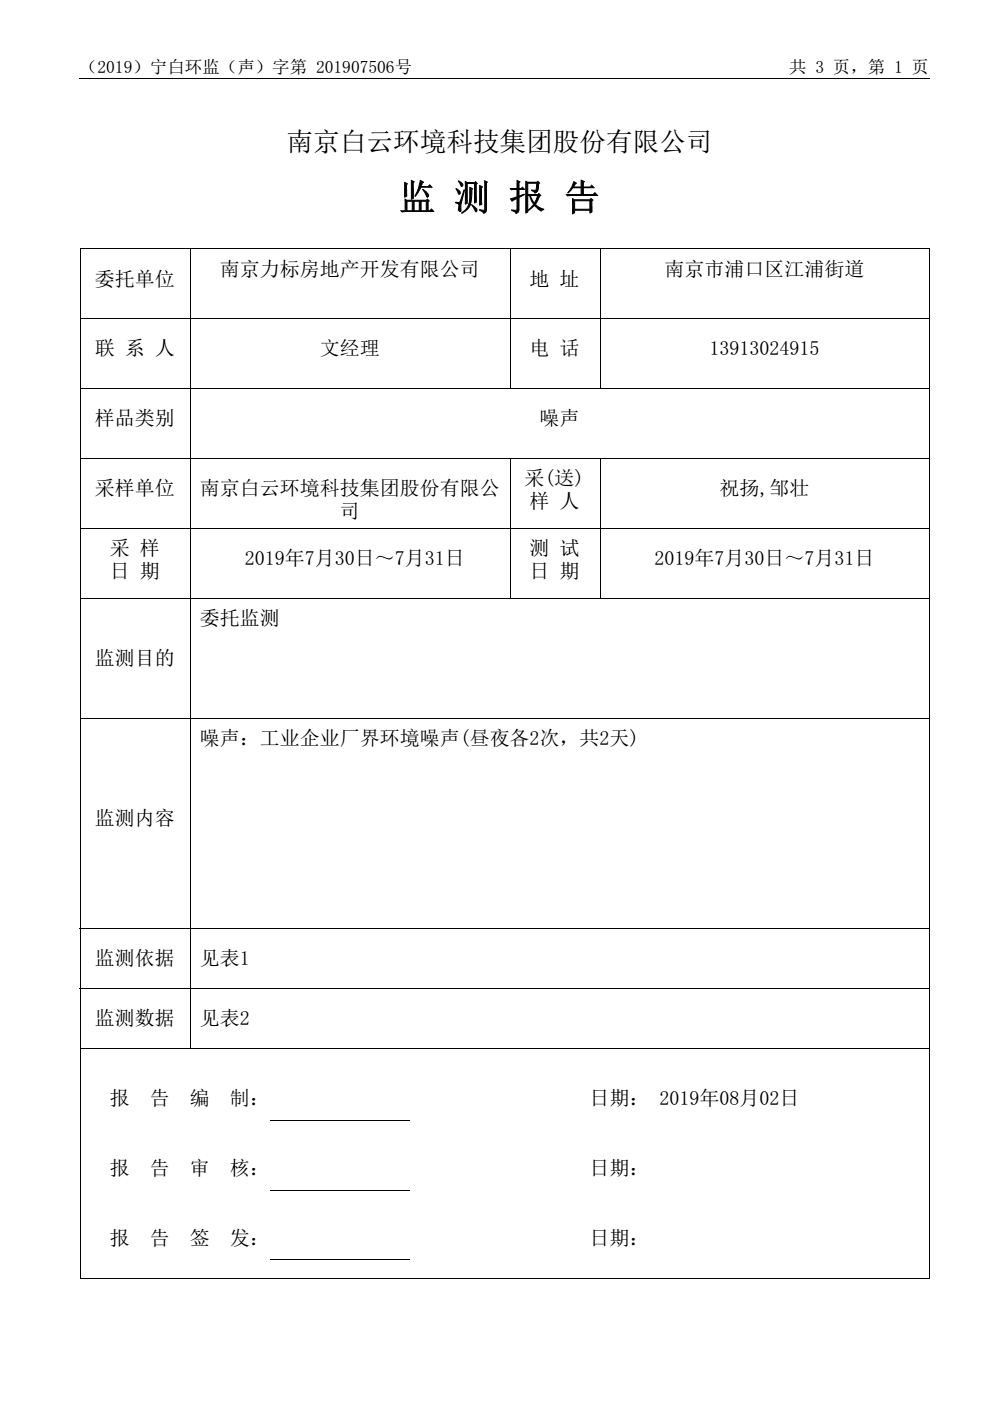 （2019）宁白环监（声）字第 201907506号 共 3 页，第 1 页
南京白云环境科技集团股份有限公司
监 测 报 告
委托单位 南京力标房地产开发有限公司 地 址 南京市浦口区江浦街道
联 系 人 文经理 电 话 13913024915
样品类别 噪声
采样单位 南京白云环境科技集团股份有限公
司
采(送)
样 人
祝扬,邹壮
采 样
日 期
2019年7月30日～7月31日
测 试
日 期
2019年7月30日～7月31日
监测目的 委托监测
监测内容 噪声：工业企业厂界环境噪声(昼夜各2次，共2天)
监测依据 见表1
监测数据 见表2
报 告 编 制： 日期： 2019年08月02日
报 告 审 核： 日期：
报 告 签 发： 日期：